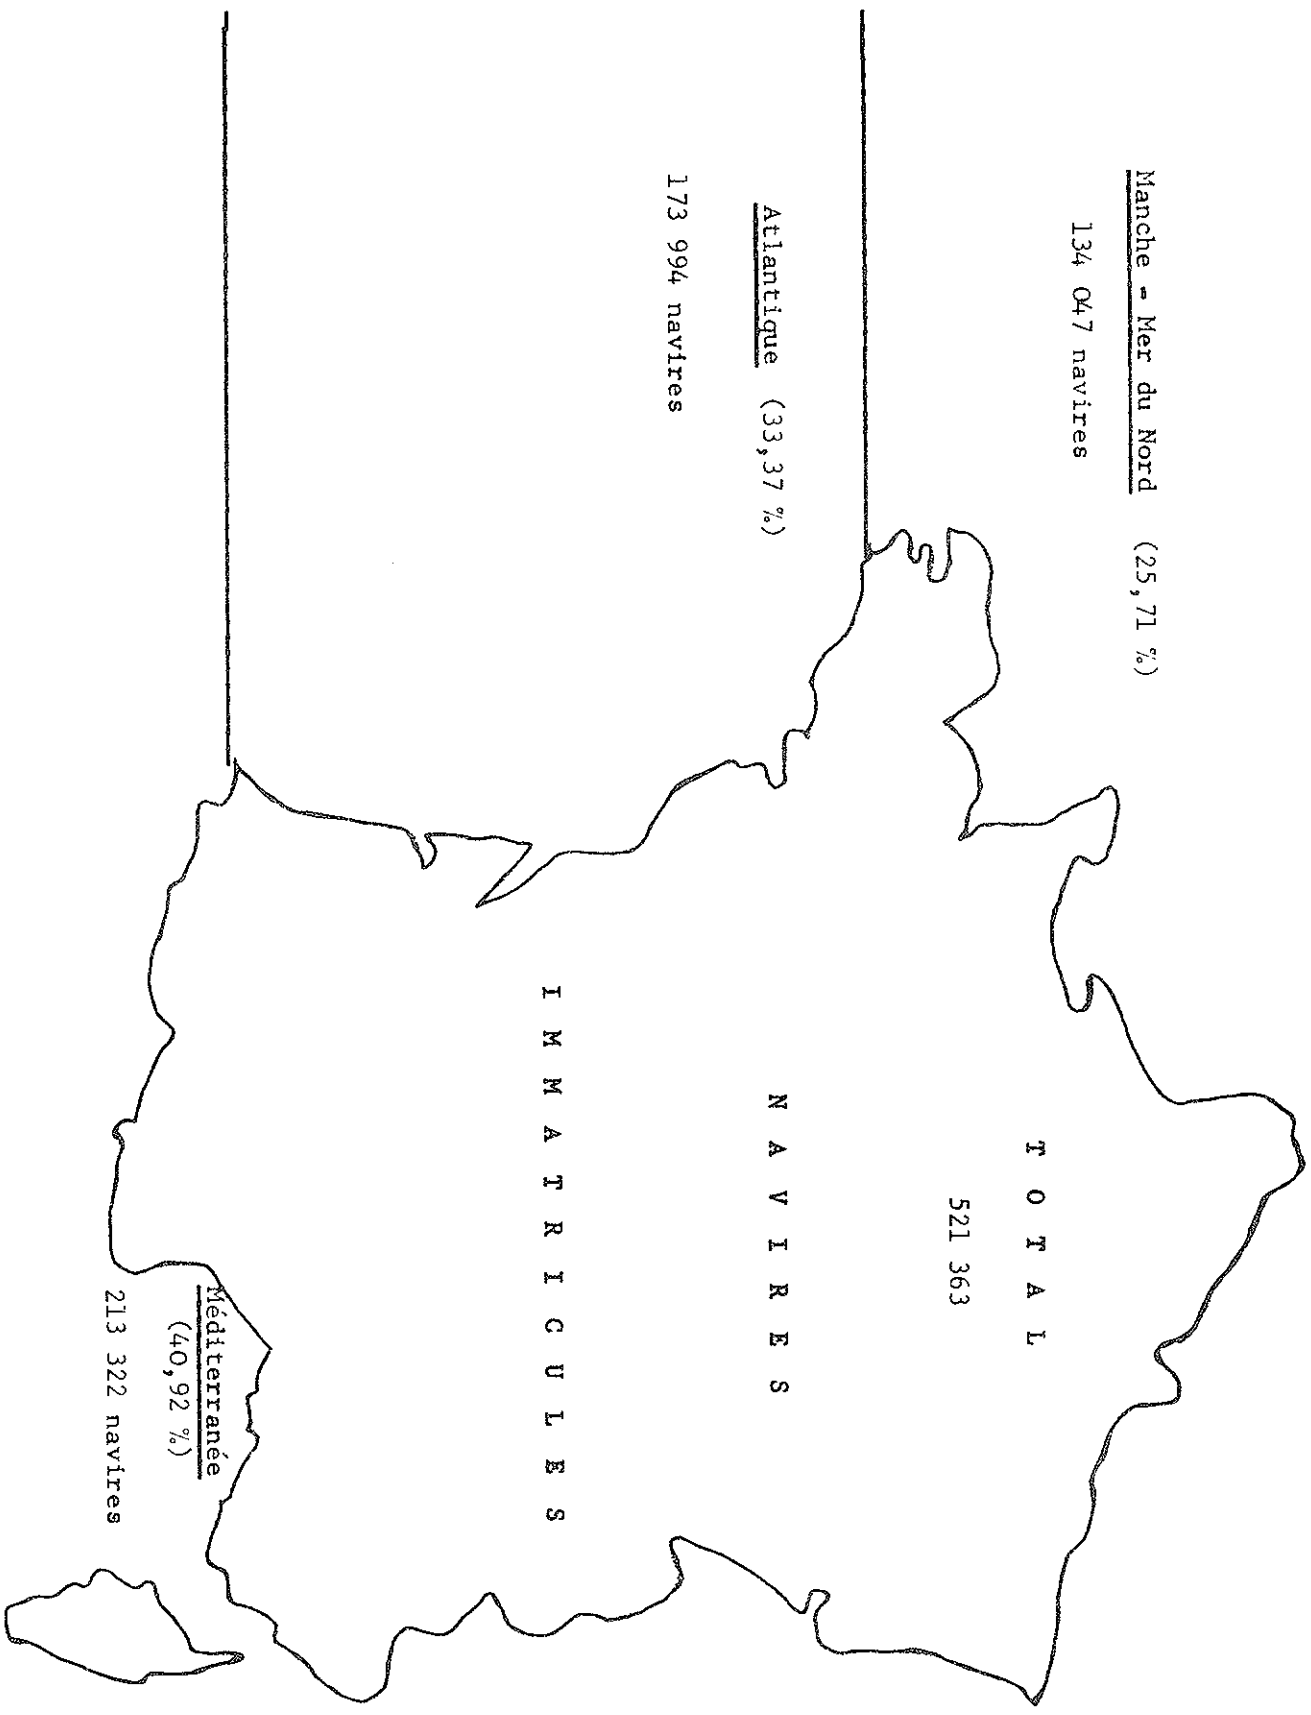 Manche - Mer du Nord (25,71 %)
134 047 navires
Atlantique (33,37 %)
173 994 navires
T O T A L
521 363
N A V I R E S
I M M A T R I C U L E S
Méditerranée
(40,92 %)
213 322 navires